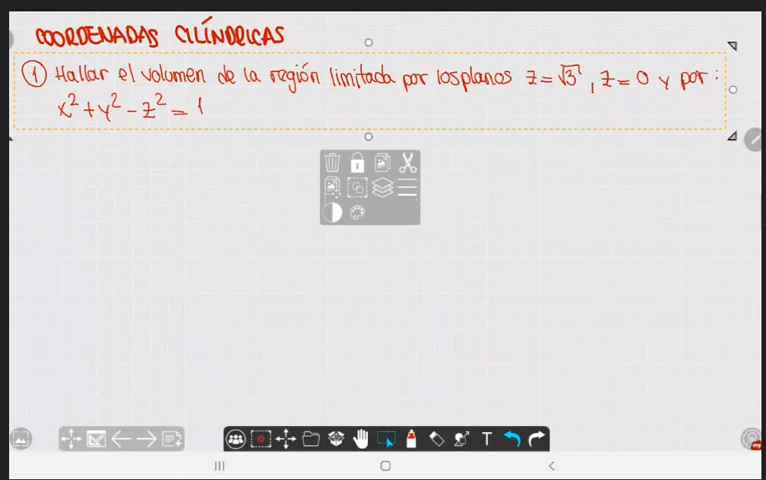 COORDENADAS CILÍNDRICAS
① Hallar el volumen de la región limitada por los planos z = √3 , z = 0 y por :
x² + y² - z² = 1
T